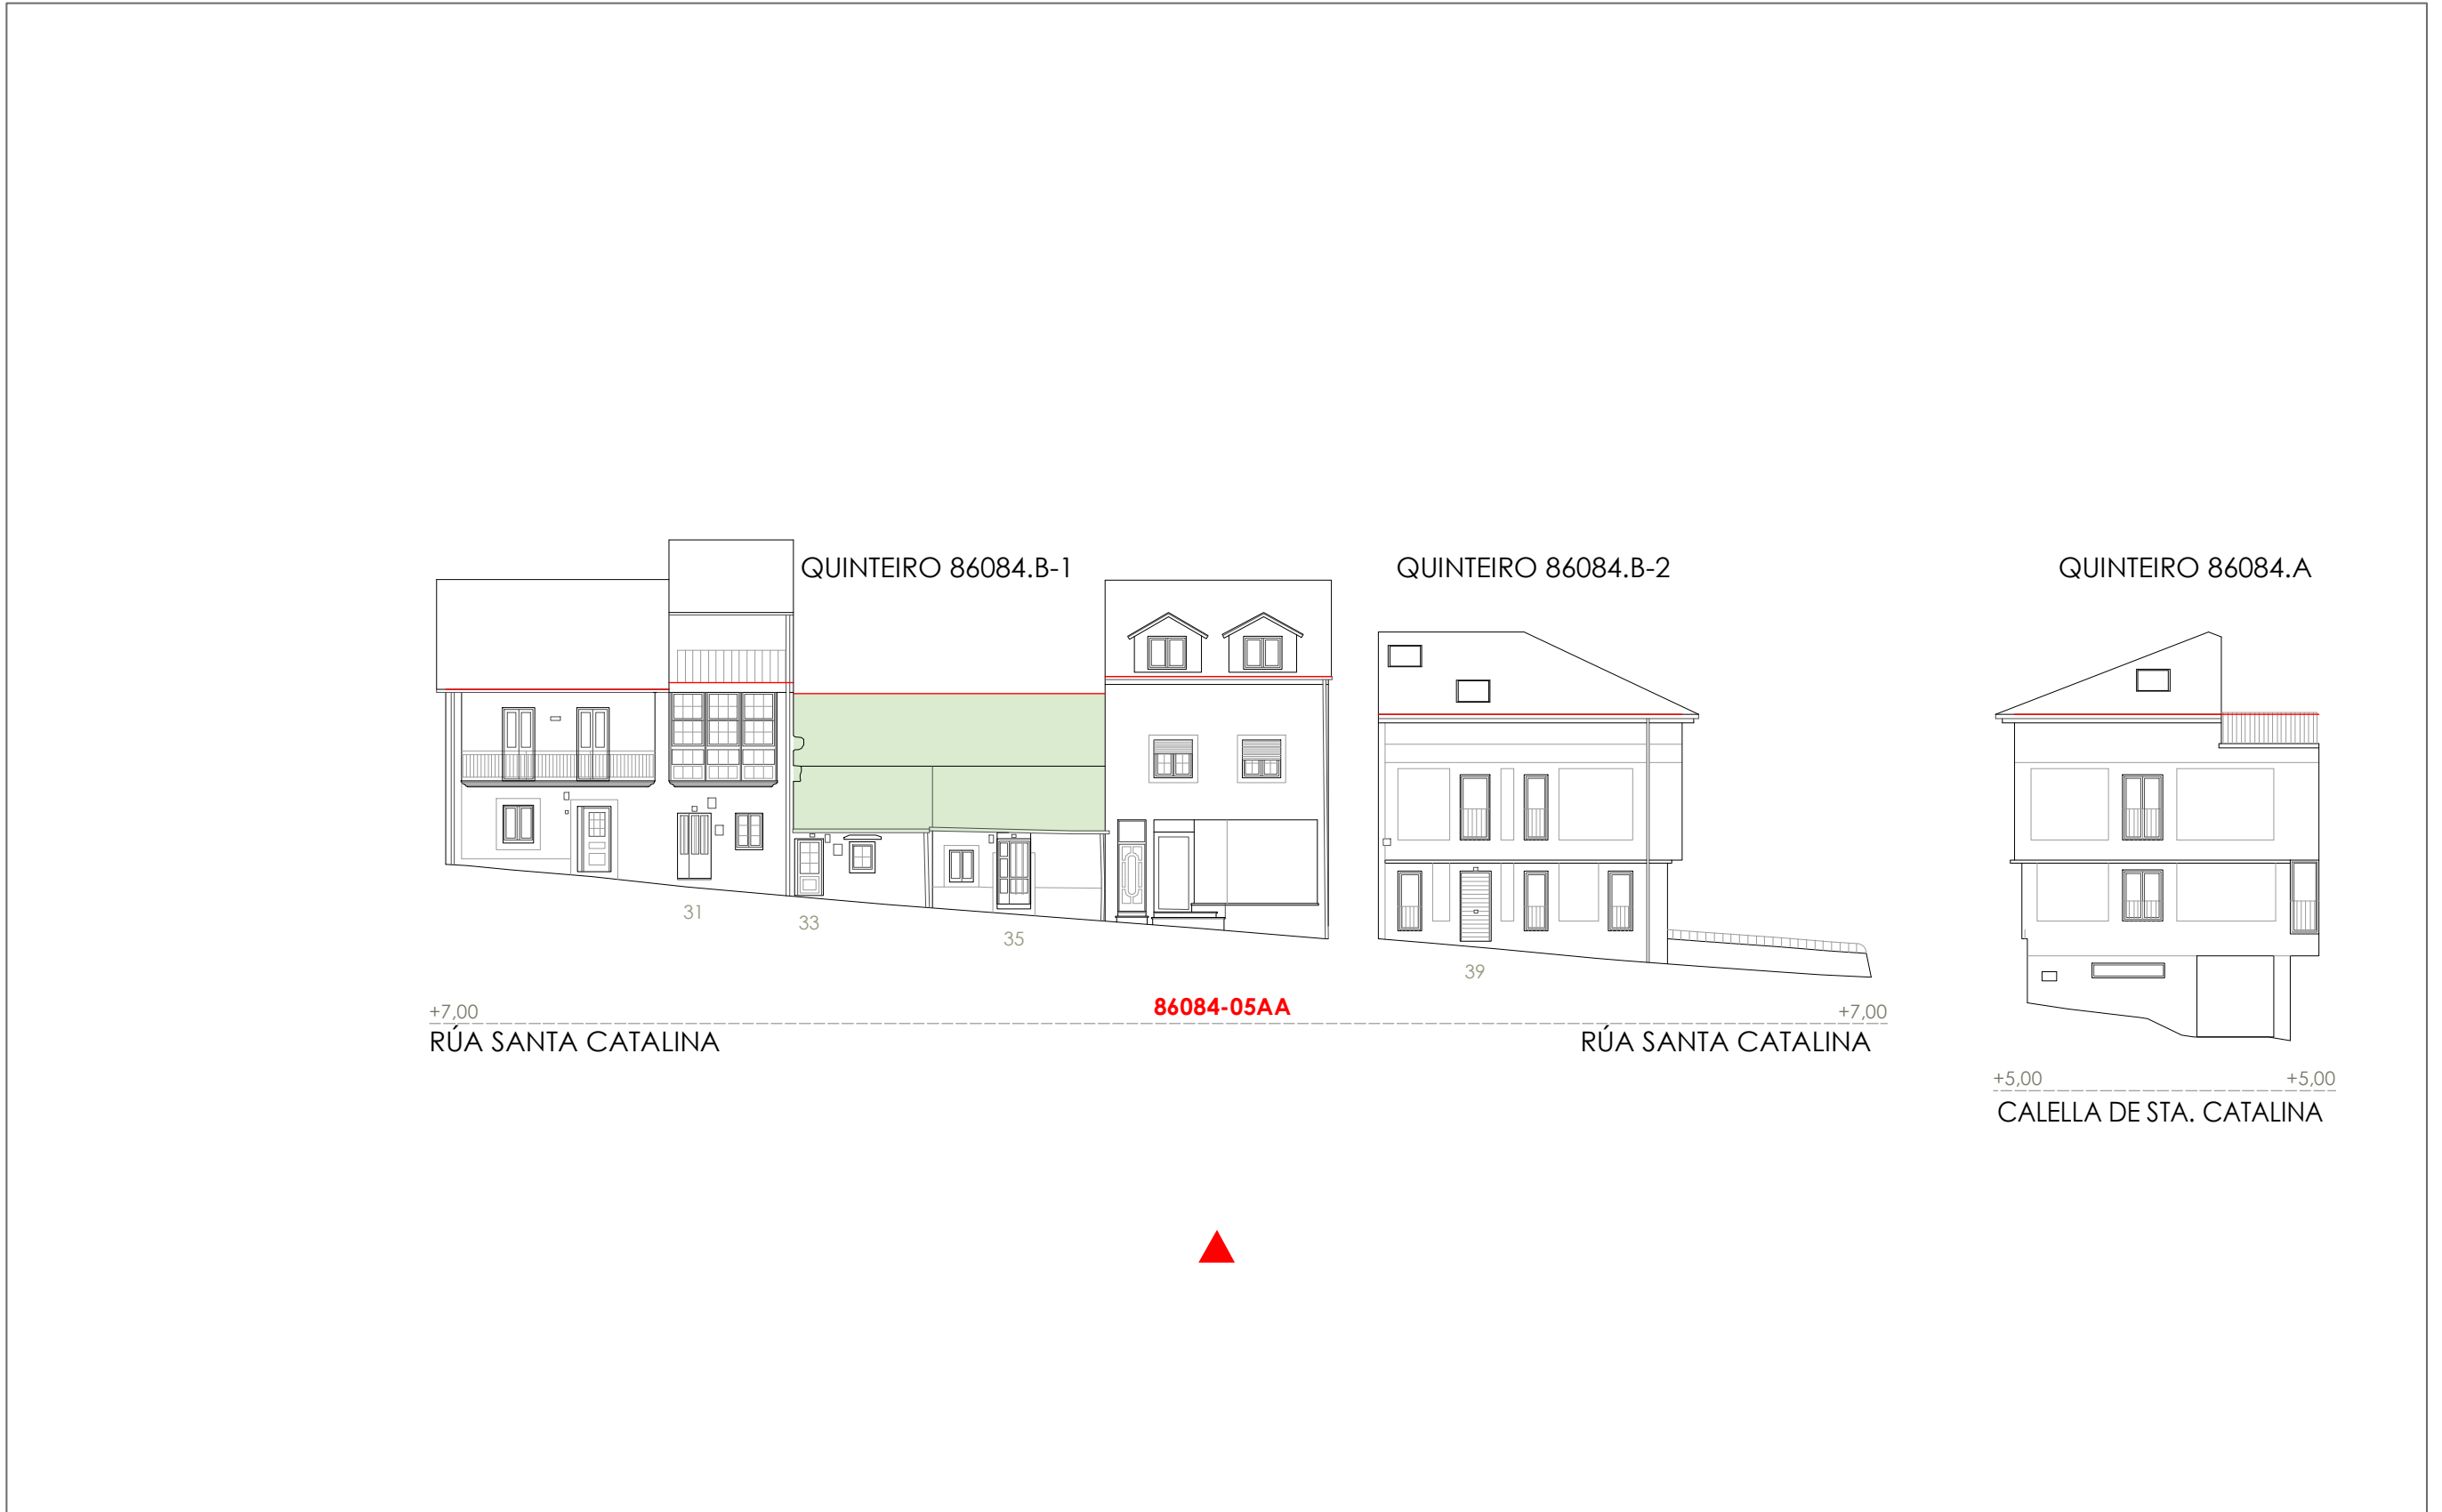 QUINTEIRO 86084.B-1
QUINTEIRO 86084.B-2
QUINTEIRO 86084.A
31
33
35
39
+7,00
86084-05AA
+7,00
RÚA SANTA CATALINA
RÚA SANTA CATALINA
+5,00
+5,00
CALELLA DE STA. CATALINA